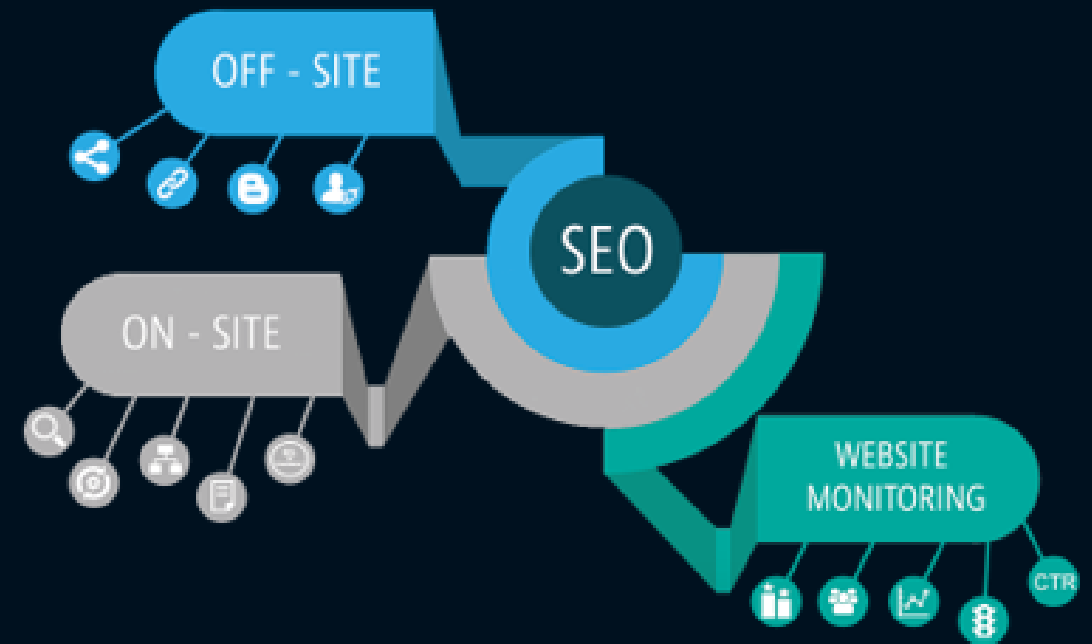 OFF - SITE
SEO
ON - SITE
WEBSITE
MONITORING
CTR